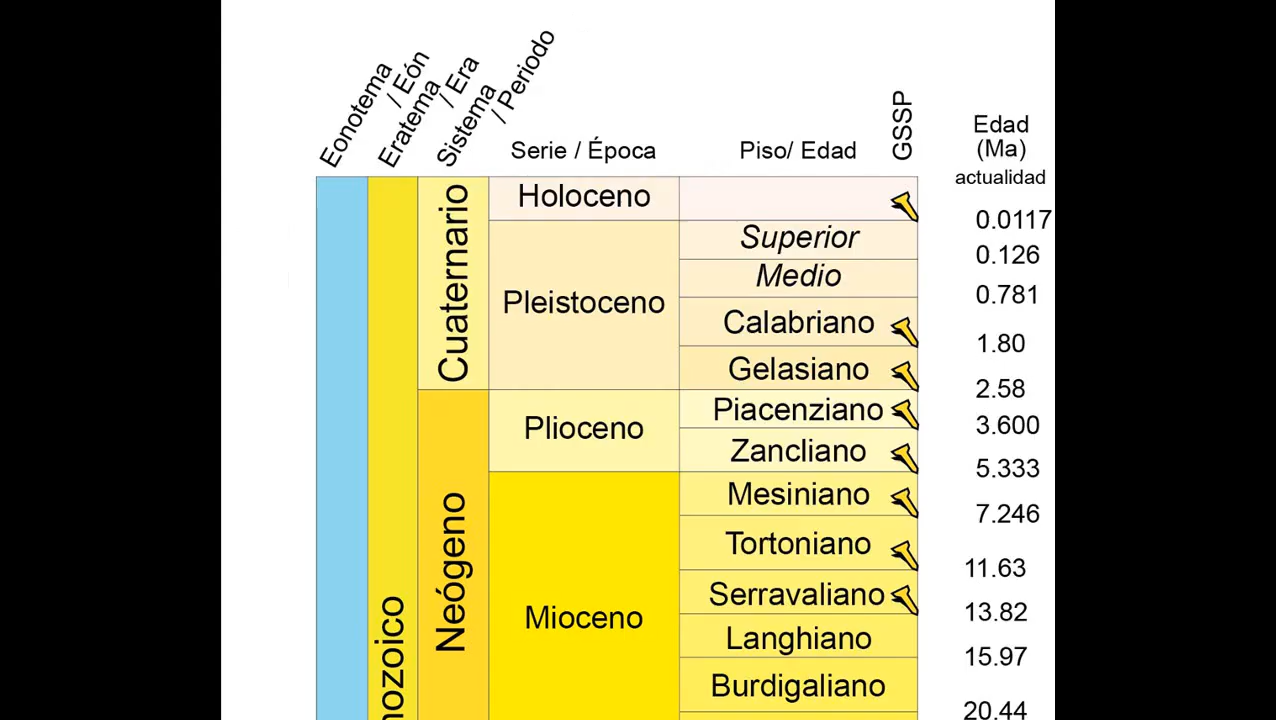 Eonotema
/ Eón
Eratema
/ Era
Sistema
/ Periodo
Serie / Época
Piso/ Edad
GSSP
Edad
(Ma)
actualidad
Cuaternario
Holoceno
0.0117
Pleistoceno
Superior
0.126
Medio
0.781
Calabriano
1.80
Gelasiano
2.58
Neógeno
Plioceno
Piacenziano
3.600
Zancliano
5.333
Mioceno
Mesiniano
7.246
Tortoniano
11.63
Serravaliano
13.82
Langhiano
15.97
Burdigaliano
20.44
nozoico